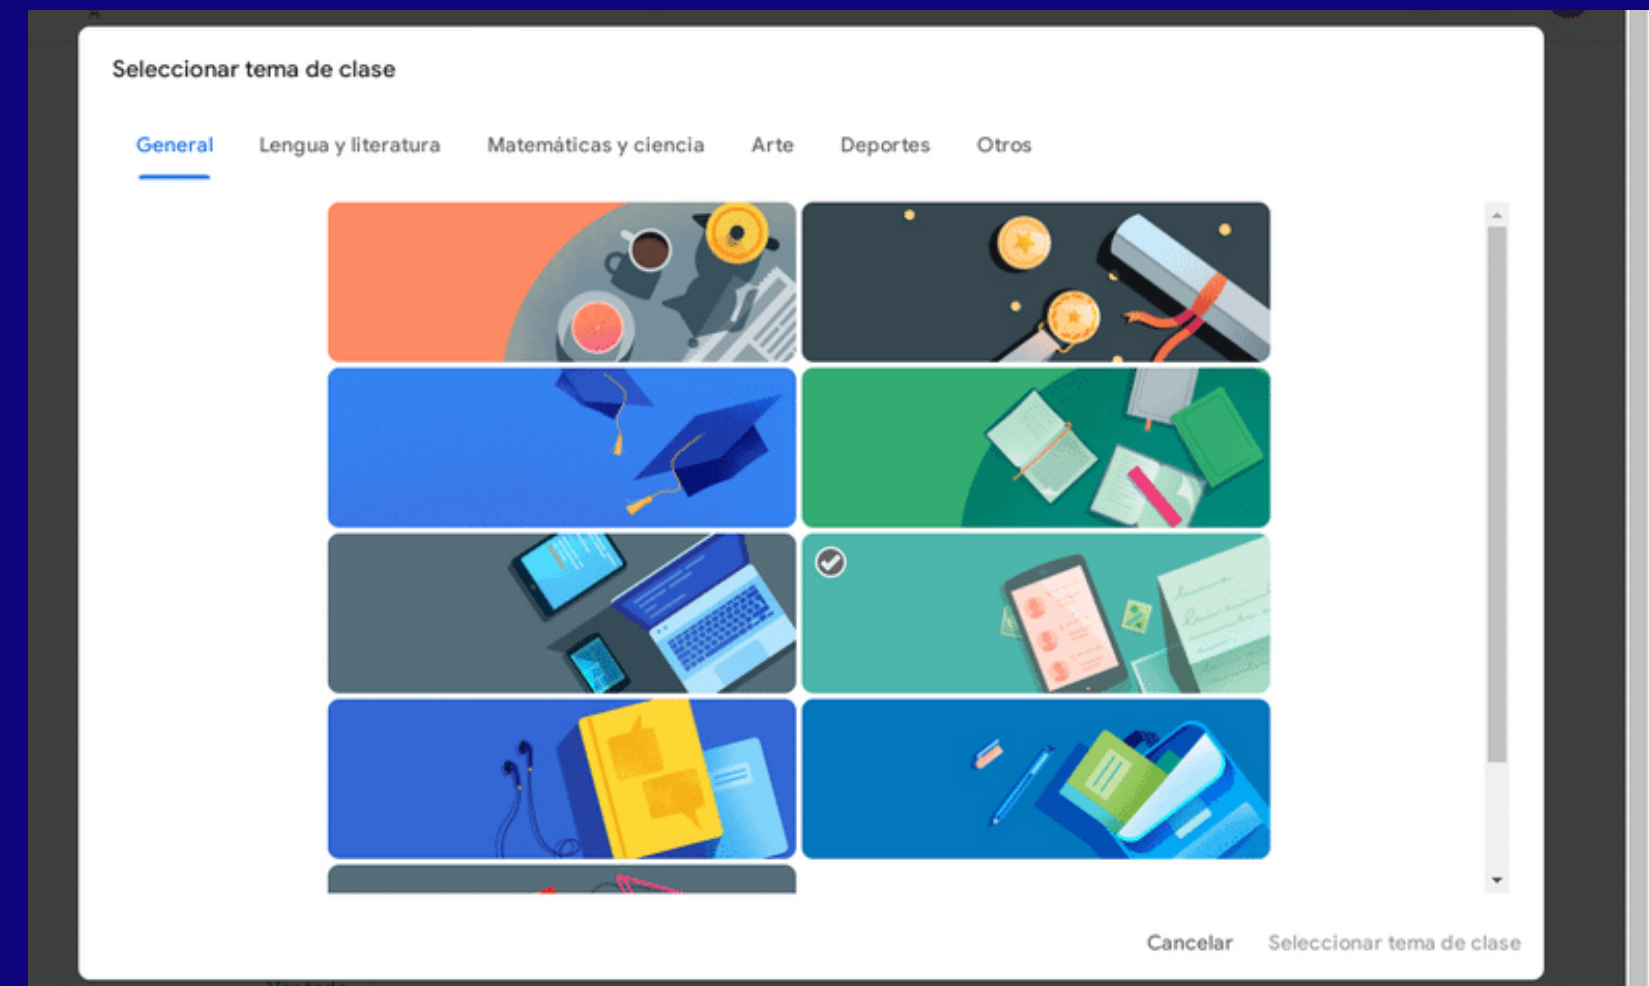 Seleccionar tema de clase
General Lengua y literatura Matemáticas y ciencia Arte Deportes Otros
Cancelar Seleccionar tema de clase